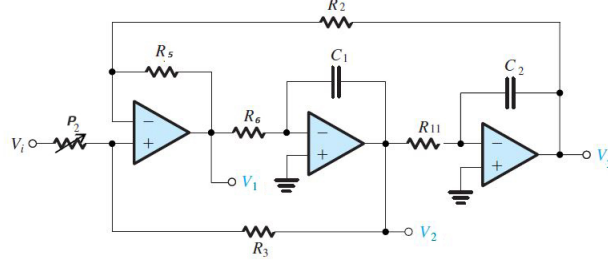 R2
R5
C1
C2
P2
R6
R11
Vi
−
+
−
+
−
+
V1
R3
V2